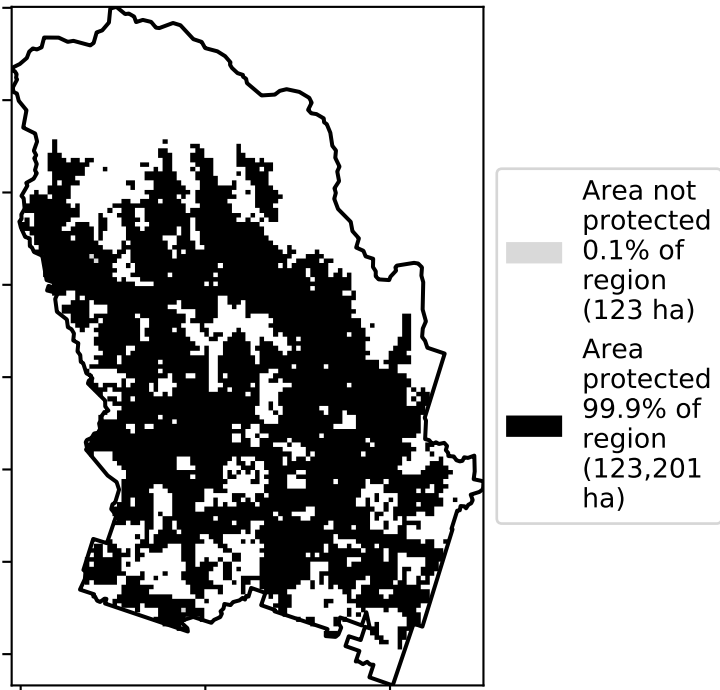 Area not
protected
0.1% of
region
(123 ha)
Area
protected
99.9% of
region
(123,201
ha)